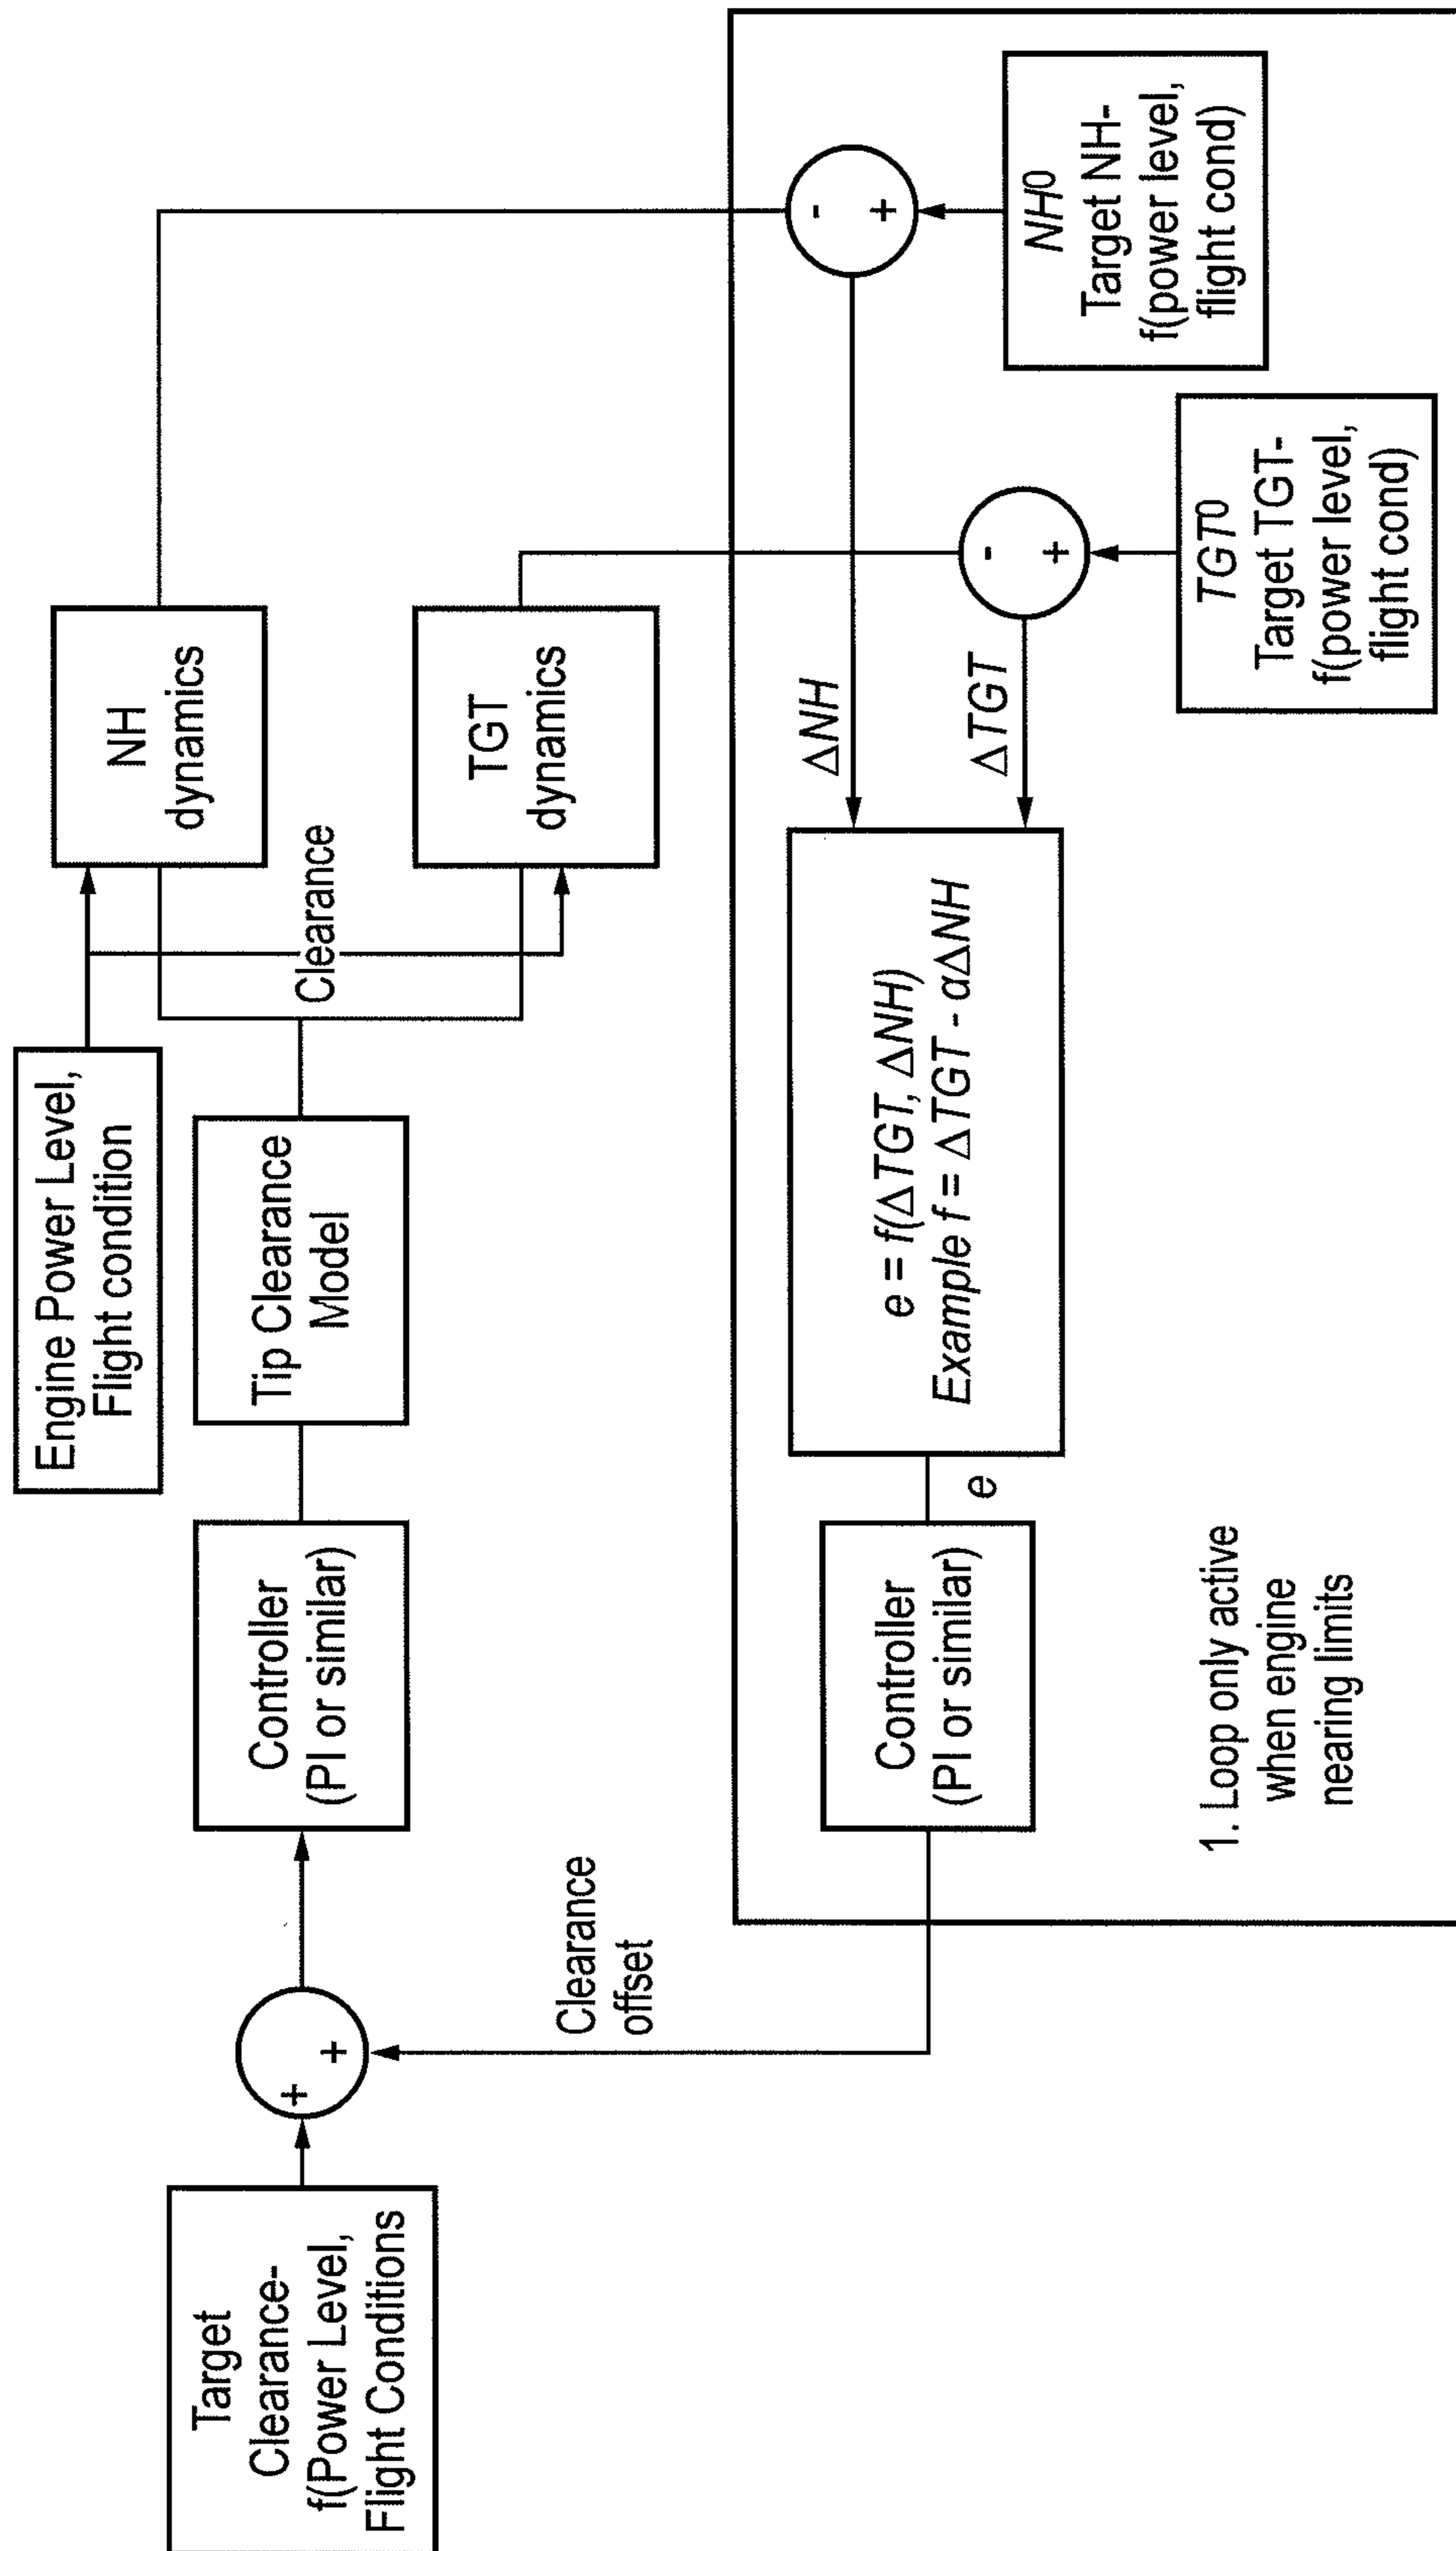 Engine Power Level,
Flight condition
Target
Clearance-
f(Power Level,
Flight Conditions
+
+
Controller
(PI or similar)
Tip Clearance
Model
Clearance
NH
dynamics
TGT
dynamics
Clearance
offset
Controller
(PI or similar)
e
e = f(ΔTGT, ΔNH)
Example f = ΔTGT - αΔNH
ΔNH
ΔTGT
-
+
-
+
TGT⁰
Target TGT-
f(power level,
flight cond)
NH⁰
Target NH-
f(power level,
flight cond)
1. Loop only active
when engine
nearing limits